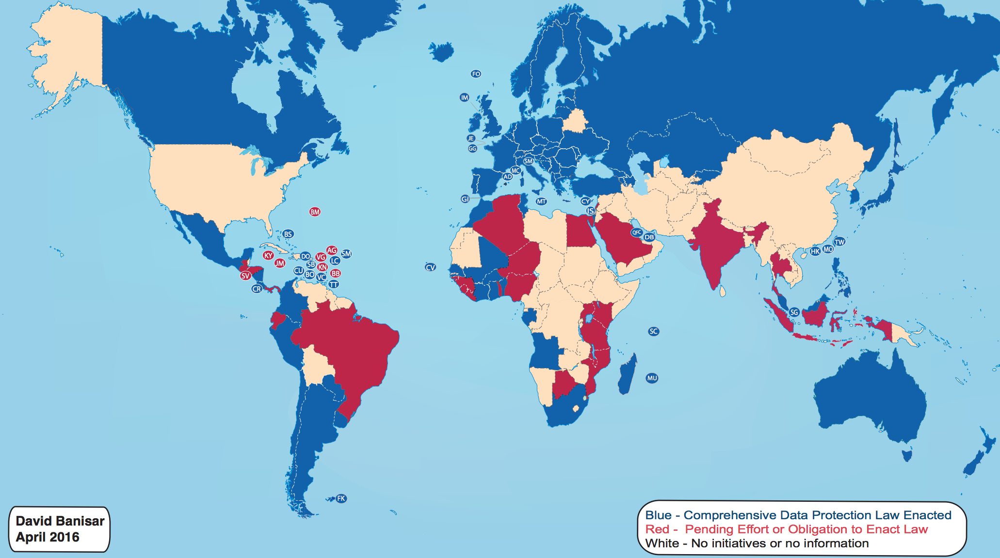 FO
IM
JE
GG
SM
MC
AD
GI
MT
CY
IS
BM
BS
QFC
DB
TW
HK
MO
KY
DO
VG
AG
SM
JM
SB
LC
CV
CU
KN
SV
BO
VC
BB
TT
CR
SG
SC
MU
FK
David Banisar
April 2016
Blue - Comprehensive Data Protection Law Enacted
Red - Pending Effort or Obligation to Enact Law
White - No initiatives or no information